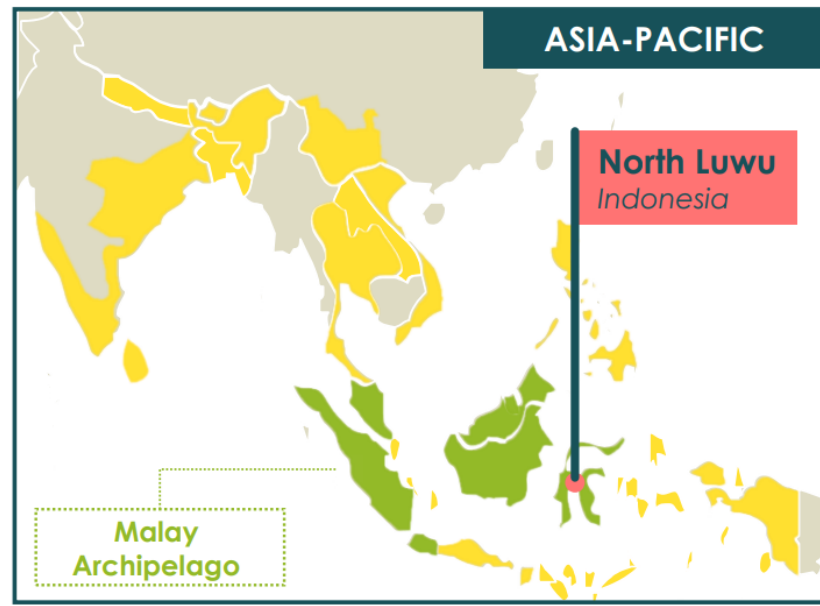 ASIA-PACIFIC
North Luwu
Indonesia
Malay
Archipelago